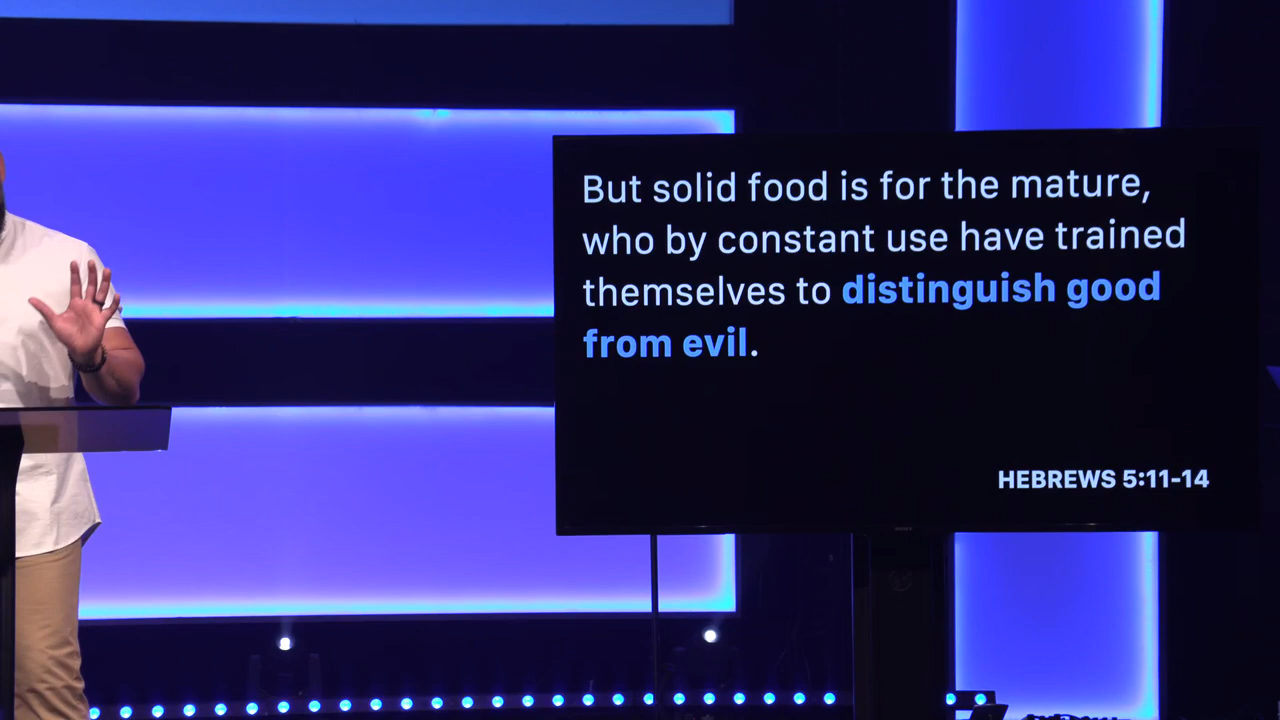 But solid food is for the mature,
who by constant use have trained
themselves to distinguish good
from evil.
HEBREWS 5:11-14